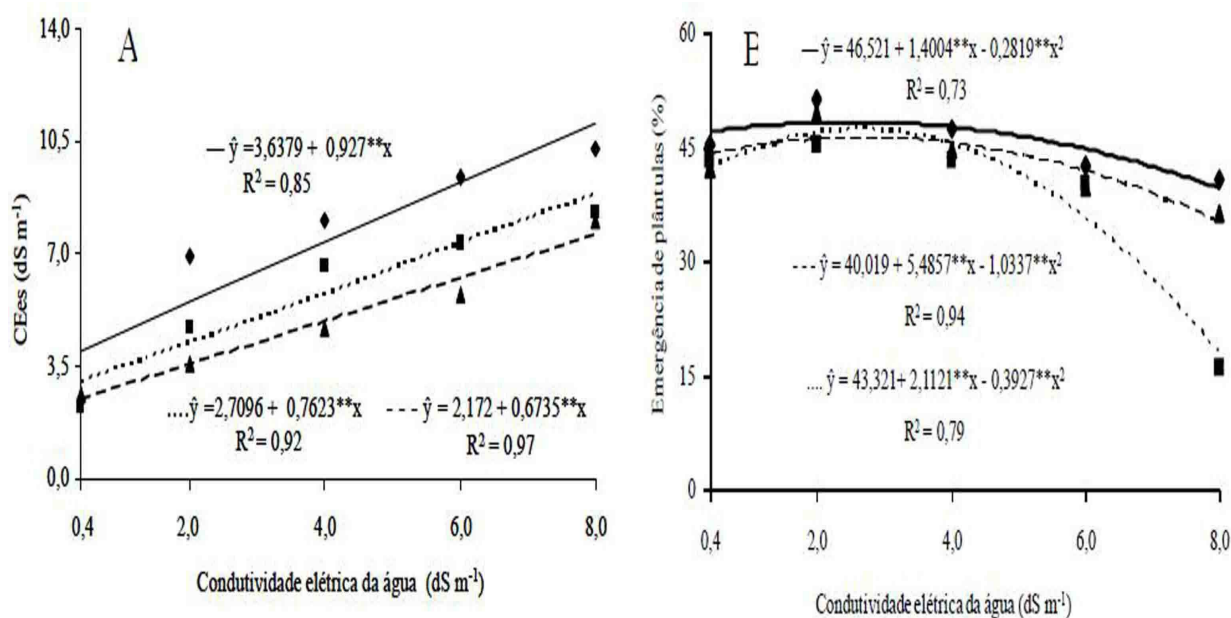 A
14,0
10,5
7,0
3,5
0,0
CEes (dS m⁻¹)
— ŷ =3,6379 + 0,927**x
R² = 0,85
....ŷ=2,7096 + 0,7623**x
R² = 0,92
--- ŷ = 2,172 + 0,6735**x
R² = 0,97
0,4 2,0 4,0 6,0 8,0
Condutividade elétrica da água (dS m⁻¹)
B
60
45
30
15
0
Emergência de plântulas (%)
— ŷ = 46,521 + 1,4004**x - 0,2819**x²
R² = 0,73
--- ŷ = 40,019 + 5,4857**x - 1,0337**x²
R² = 0,94
.... ŷ = 43,321+ 2,1121**x - 0,3927**x²
R² = 0,79
0,4 2,0 4,0 6,0 8,0
Condutividade elétrica da água (dS m⁻¹)